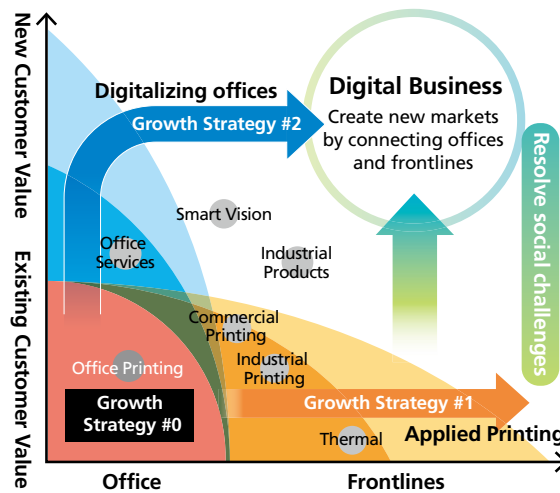 New Customer Value
Existing Customer Value
Digitalizing offices
Growth Strategy #2
Digital Business
Create new markets
by connecting offices
and frontlines
Resolve social challenges
Smart Vision
Office
Services
Industrial
Products
Commercial
Printing
Office Printing
Industrial
Printing
Growth
Strategy #0
Growth Strategy #1
Thermal
Applied Printing
Office
Frontlines